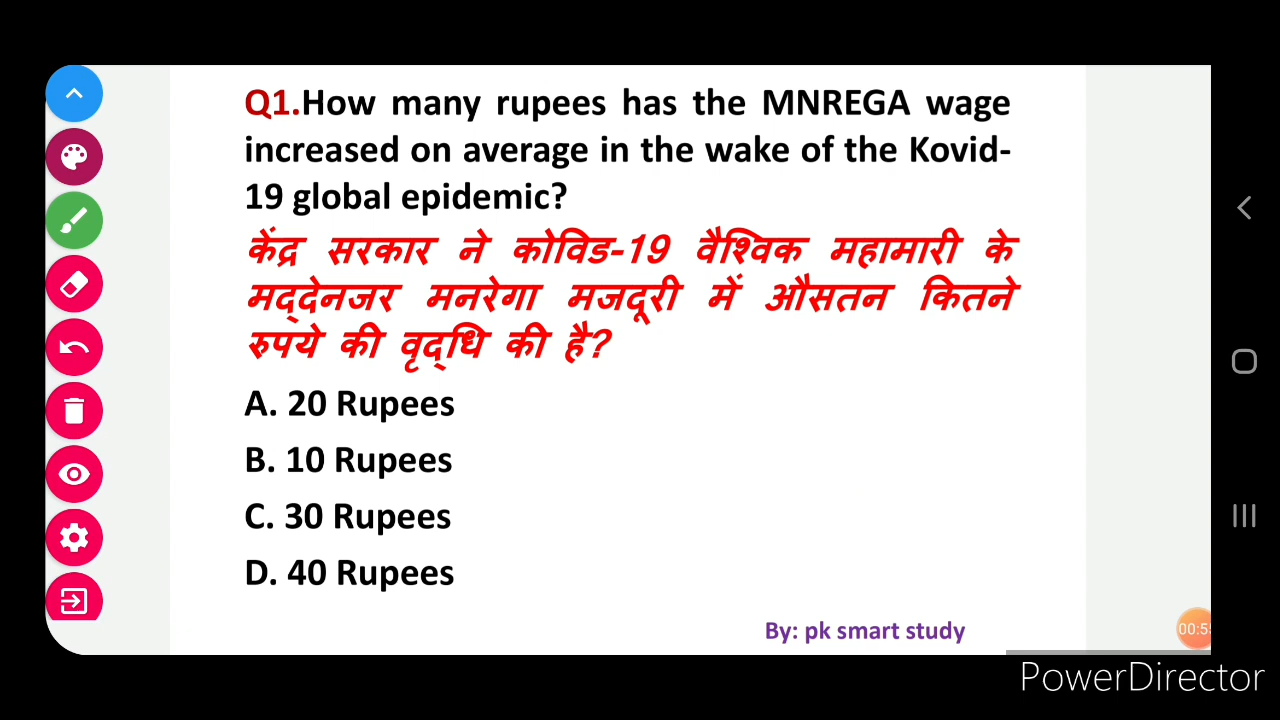 Q1.How many rupees has the MNREGA wage
increased on average in the wake of the Kovid-
19 global epidemic?
केंद्र सरकार ने कोविड-19 वैश्विक महामारी के
मद्देनजर मनरेगा मजदूरी में औसतन कितने
रुपये की वृद्धि की है?
A. 20 Rupees
B. 10 Rupees
C. 30 Rupees
D. 40 Rupees
By: pk smart study
PowerDirector